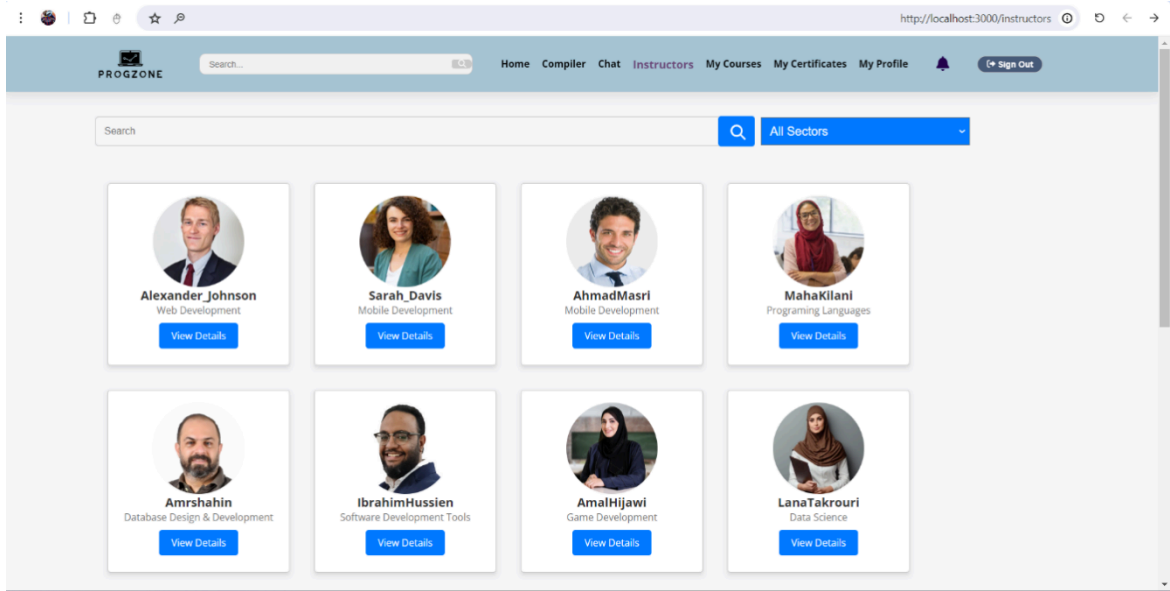 http://localhost:3000/instructors
PROGZONE
Search...
Home Compiler Chat Instructors My Courses My Certificates My Profile Sign Out
Search
All Sectors
Alexander_Johnson Sarah_Davis AhmadMasri MahaKilani
Web Development Mobile Development Mobile Development Programing Languages
View Details View Details View Details View Details
Amrshahin IbrahimHussien AmalHijawi LanaTakrouri
Database Design & Development Software Development Tools Game Development Data Science
View Details View Details View Details View Details